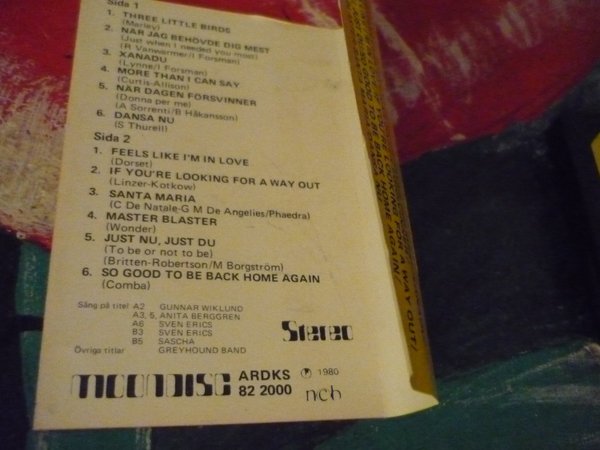 Sida 1
1. THREE LITTLE BIRDS
(Marley)
2. NÄR JAG BEHÖVDE DIG MEST
(Just when I needed you most)
(R Vanwarmer/I Forsman)
3. XANADU
(Lynne/I Forsman)
4. MORE THAN I CAN SAY
(Curtis-Allison)
5. NÄR DAGEN FÖRSVINNER
(Donna per me)
(A Sorrenti/B Håkansson)
6. DANSA NU
(S Thurell)
Sida 2
1. FEELS LIKE I'M IN LOVE
(Dorset)
2. IF YOU'RE LOOKING FOR A WAY OUT
(Linzer-Kotkow)
3. SANTA MARIA
(C De Natale-G M De Angelies/Phaedra)
4. MASTER BLASTER
(Wonder)
5. JUST NU, JUST DU
(To be or not to be)
(Britten-Robertson/M Borgström)
6. SO GOOD TO BE BACK HOME AGAIN
(Comba)
Sång på titel A2 GUNNAR WIKLUND
A3, 5, ANITA BERGGREN
A6 SVEN ERICS
B3 SVEN ERICS
B5 SASCHA
Övriga titlar GREYHOUND BAND
Stereo
MOONDISC ARDKS
82 2000
Ⓟ 1980
ncb
LOOKING FOR A WAY OUT/
HOME AGAIN